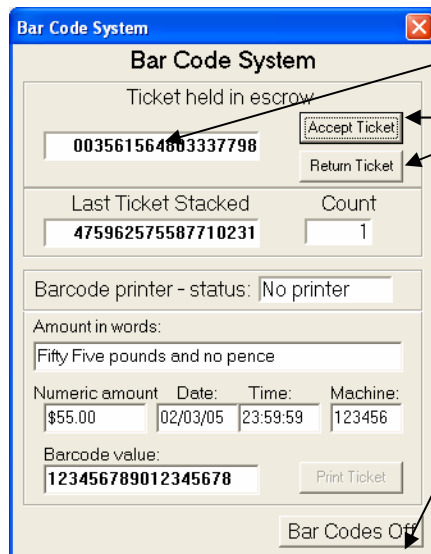 Bar Code System
Bar Code System
Ticket held in escrow
003561564803337798
Accept Ticket
Return Ticket
Last Ticket Stacked Count
475962575587710231 1
Barcode printer - status: No printer
Amount in words:
Fifty Five pounds and no pence
Numeric amount Date: Time: Machine:
$55.00 02/03/05 23:59:59 123456
Barcode value:
123456789012345678 Print Ticket
Bar Codes Off